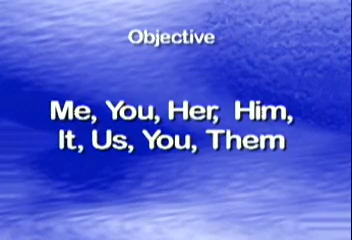 Objective
Me, You, Her, Him,
It, Us, You, Them